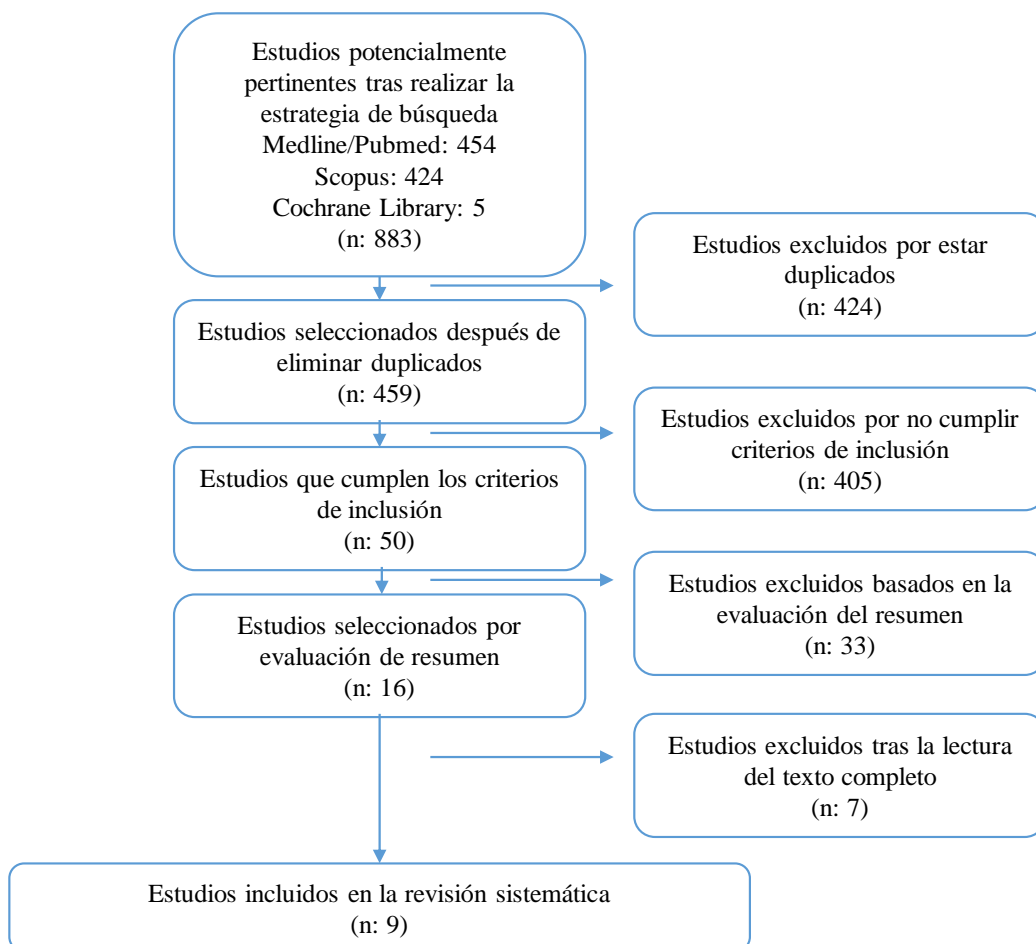 Estudios potencialmente
pertinentes tras realizar la
estrategia de búsqueda
Medline/Pubmed: 454
Scopus: 424
Cochrane Library: 5
(n: 883)
Estudios excluidos por estar
duplicados
(n: 424)
Estudios seleccionados después de
eliminar duplicados
(n: 459)
Estudios excluidos por no cumplir
criterios de inclusión
(n: 405)
Estudios que cumplen los criterios
de inclusión
(n: 50)
Estudios excluidos basados en la
evaluación del resumen
(n: 33)
Estudios seleccionados por
evaluación de resumen
(n: 16)
Estudios excluidos tras la lectura
del texto completo
(n: 7)
Estudios incluidos en la revisión sistemática
(n: 9)